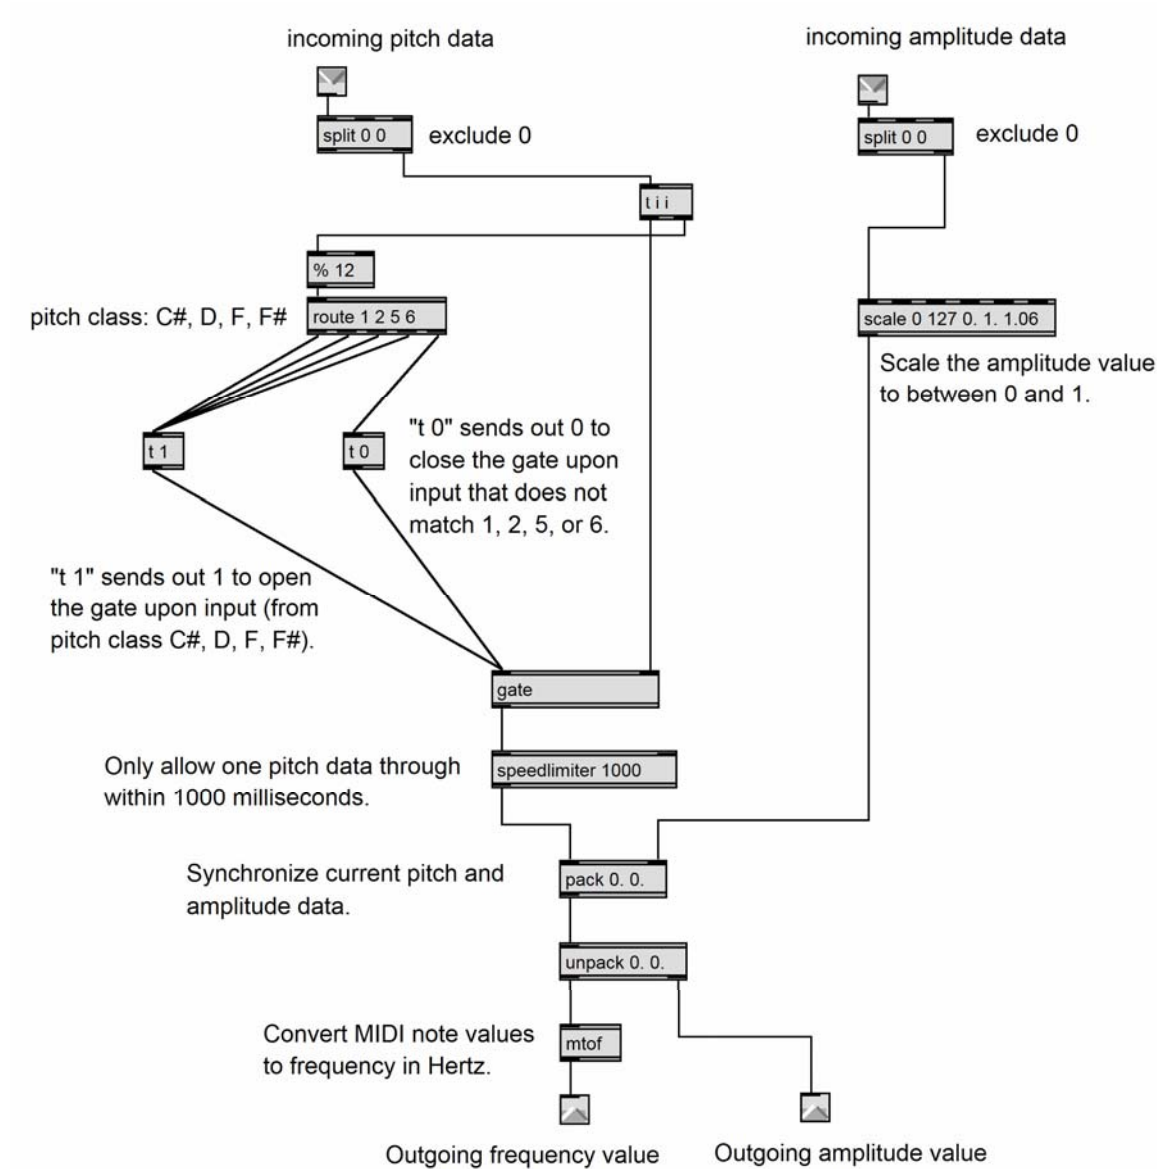 incoming pitch data
incoming amplitude data
split 0 0
exclude 0
split 0 0
exclude 0
t i i
% 12
pitch class: C#, D, F, F#
route 1 2 5 6
scale 0 127 0. 1. 1.06
Scale the amplitude value
to between 0 and 1.
t 1
t 0
"t 0" sends out 0 to
close the gate upon
input that does not
match 1, 2, 5, or 6.
"t 1" sends out 1 to open
the gate upon input (from
pitch class C#, D, F, F#).
gate
Only allow one pitch data through
within 1000 milliseconds.
speedlimiter 1000
Synchronize current pitch and
amplitude data.
pack 0. 0.
unpack 0. 0.
Convert MIDI note values
to frequency in Hertz.
mtof
Outgoing frequency value
Outgoing amplitude value